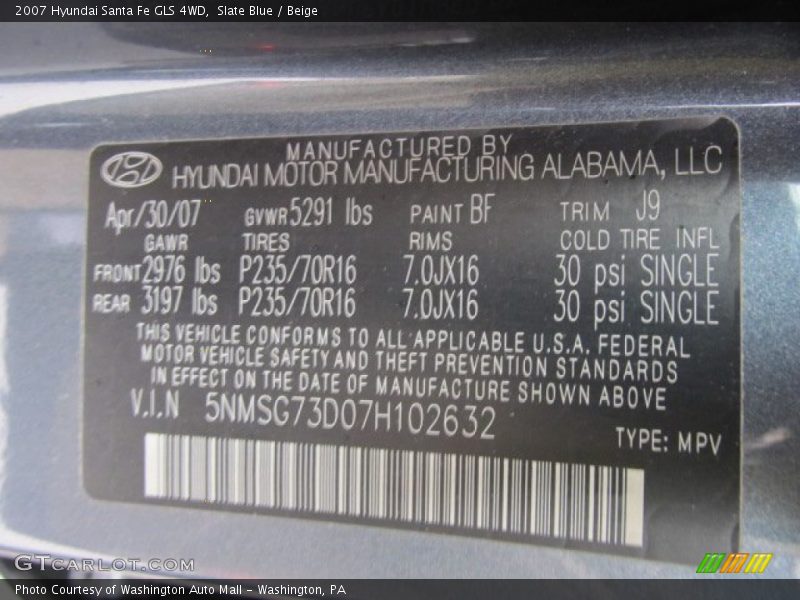 2007 Hyundai Santa Fe GLS 4WD, Slate Blue / Beige
MANUFACTURED BY
HYUNDAI MOTOR MANUFACTURING ALABAMA, LLC
Apr/30/07 GVWR 5291 lbs PAINT BF TRIM J9
GAWR TIRES RIMS COLD TIRE INFL
FRONT 2976 lbs P235/70R16 7.0JX16 30 psi SINGLE
REAR 3197 lbs P235/70R16 7.0JX16 30 psi SINGLE
THIS VEHICLE CONFORMS TO ALL APPLICABLE U.S.A. FEDERAL
MOTOR VEHICLE SAFETY AND THEFT PREVENTION STANDARDS
IN EFFECT ON THE DATE OF MANUFACTURE SHOWN ABOVE
V.I.N 5NMSG73D07H102632
TYPE: MPV
GTCARLOT.COM
Photo Courtesy of Washington Auto Mall - Washington, PA